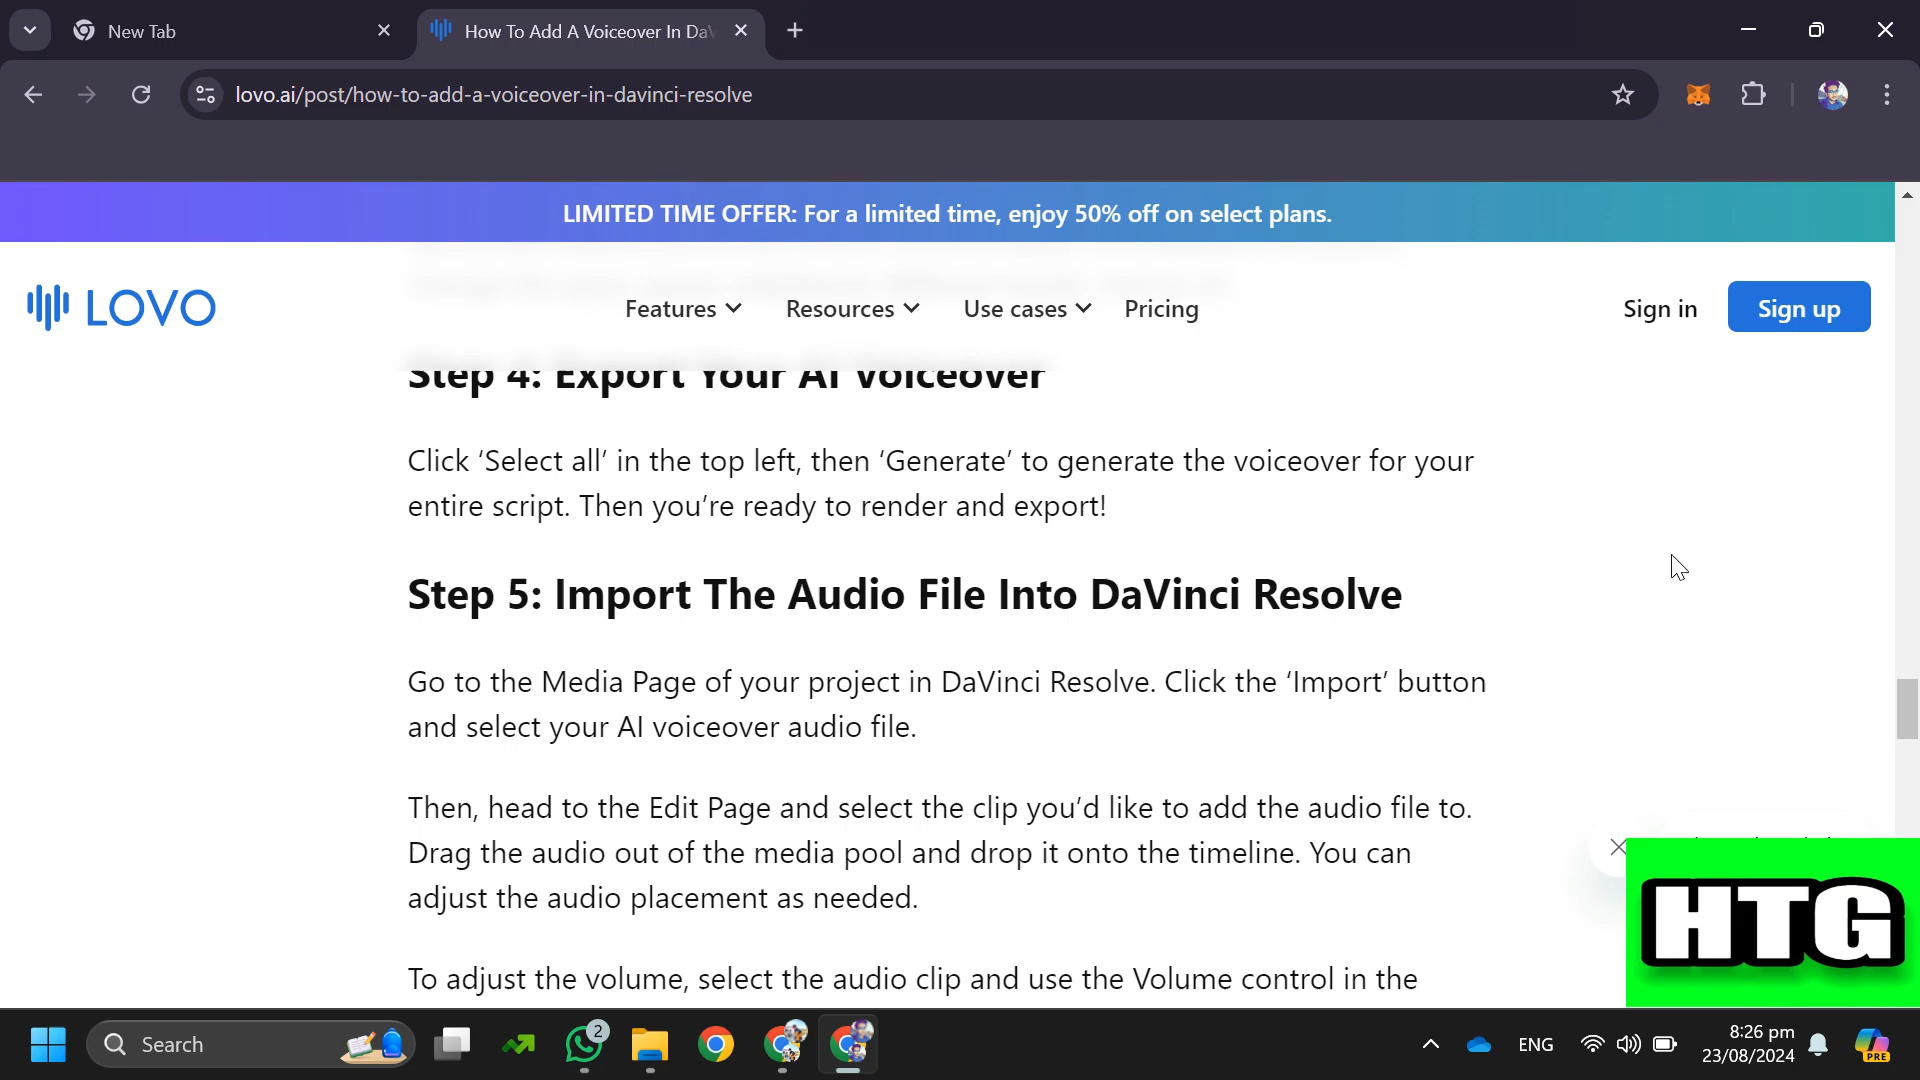 New Tab
How To Add A Voiceover In Da
lovo.ai/post/how-to-add-a-voiceover-in-davinci-resolve
LIMITED TIME OFFER: For a limited time, enjoy 50% off on select plans.
LOVO
Features
Resources
Use cases
Pricing
Sign in
Sign up
Step 4: Export Your AI Voiceover
Click ‘Select all’ in the top left, then ‘Generate’ to generate the voiceover for your
entire script. Then you’re ready to render and export!
Step 5: Import The Audio File Into DaVinci Resolve
Go to the Media Page of your project in DaVinci Resolve. Click the ‘Import’ button
and select your AI voiceover audio file.
Then, head to the Edit Page and select the clip you’d like to add the audio file to.
Drag the audio out of the media pool and drop it onto the timeline. You can
adjust the audio placement as needed.
To adjust the volume, select the audio clip and use the Volume control in the
HTG
Search
2
ENG
8:26 pm
23/08/2024
PRE